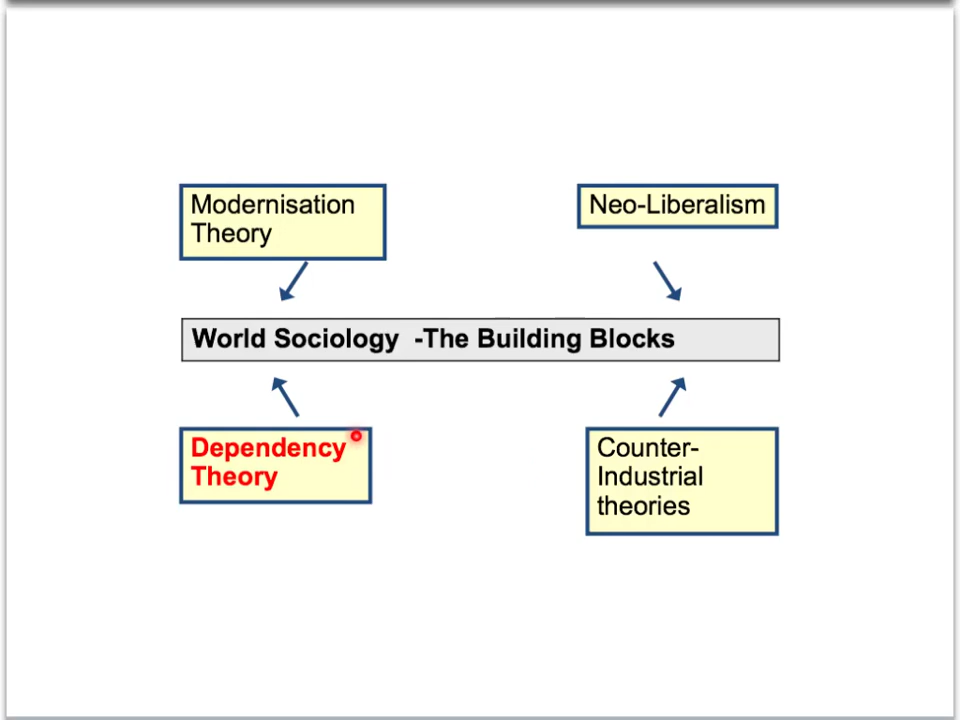 Modernisation
Theory
Neo-Liberalism
World Sociology -The Building Blocks
Dependency
Theory
Counter-
Industrial
theories